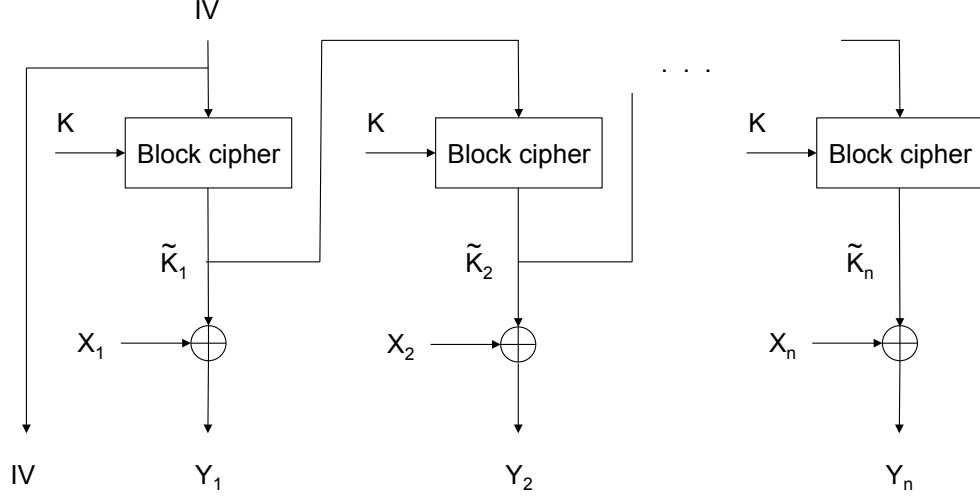 IV
. . .
K
Block cipher
K
Block cipher
K
Block cipher
K̃₁
K̃₂
K̃ₙ
X₁
X₂
Xₙ
IV
Y₁
Y₂
Yₙ